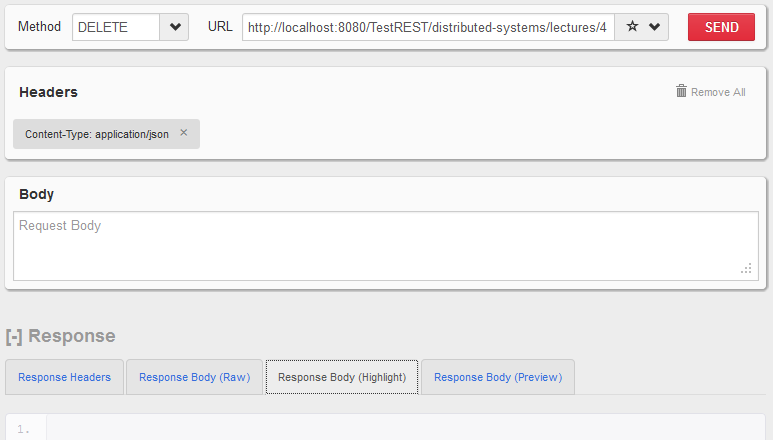 Method DELETE URL http://localhost:8080/TestREST/distributed-systems/lectures/4 SEND
Headers Remove All
Content-Type: application/json ×
Body
Request Body
[-] Response
Response Headers Response Body (Raw) Response Body (Highlight) Response Body (Preview)
1.